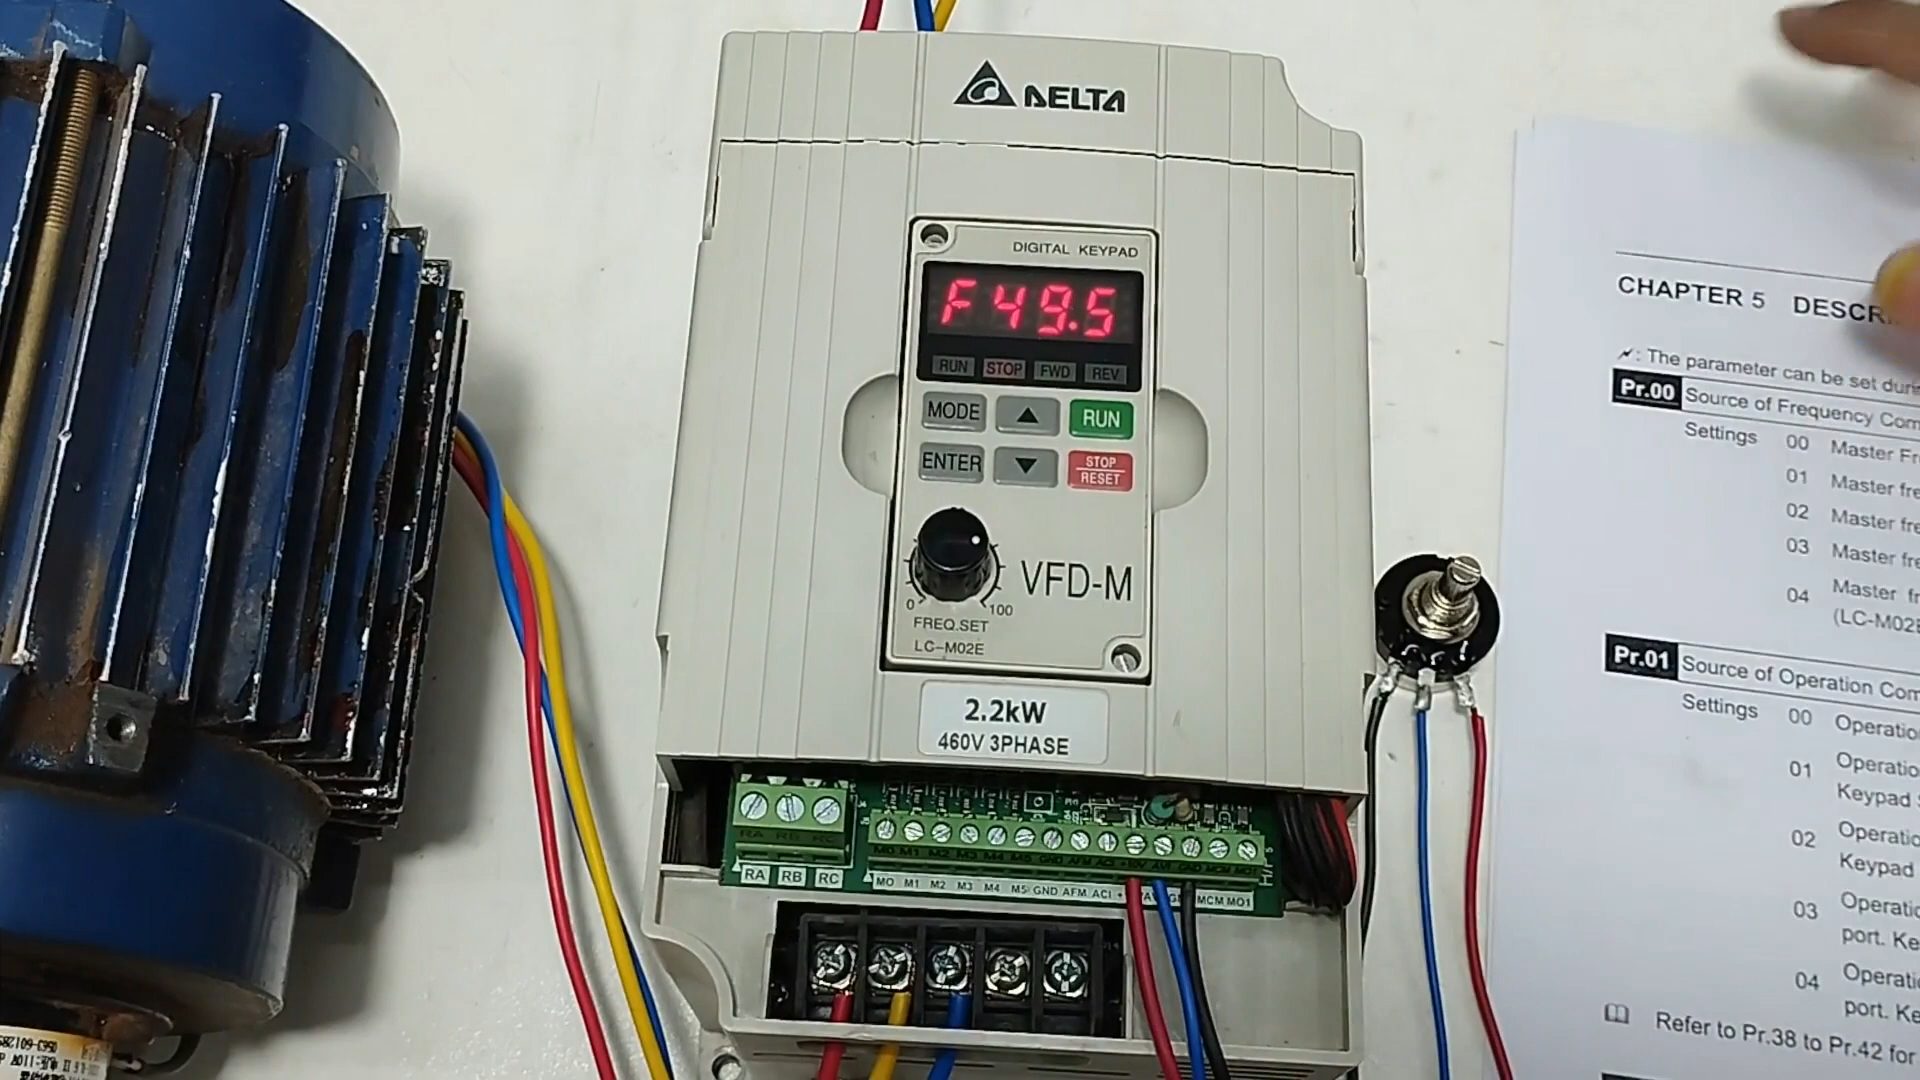 DELTA
DIGITAL KEYPAD
F49.5
RUN STOP FWD REV
MODE RUN
ENTER STOP RESET
0 100
FREQ.SET
LC-M02E
VFD-M
2.2kW
460V 3PHASE
RA RB RC
M0 M1 M2 M3 M4 M5 GND AFM ACI
MCM MO1
CHAPTER 5 DESCR
: The parameter can be set duri
Pr.00 Source of Frequency Com
Settings 00 Master Fr
01 Master fre
02 Master fre
03 Master fre
04 Master fr
(LC-M02E
Pr.01 Source of Operation Com
Settings 00 Operatio
01 Operatio
Keypad S
02 Operatio
Keypad
03 Operatio
port. Ke
04 Operati
port. Ke
Refer to Pr.38 to Pr.42 for